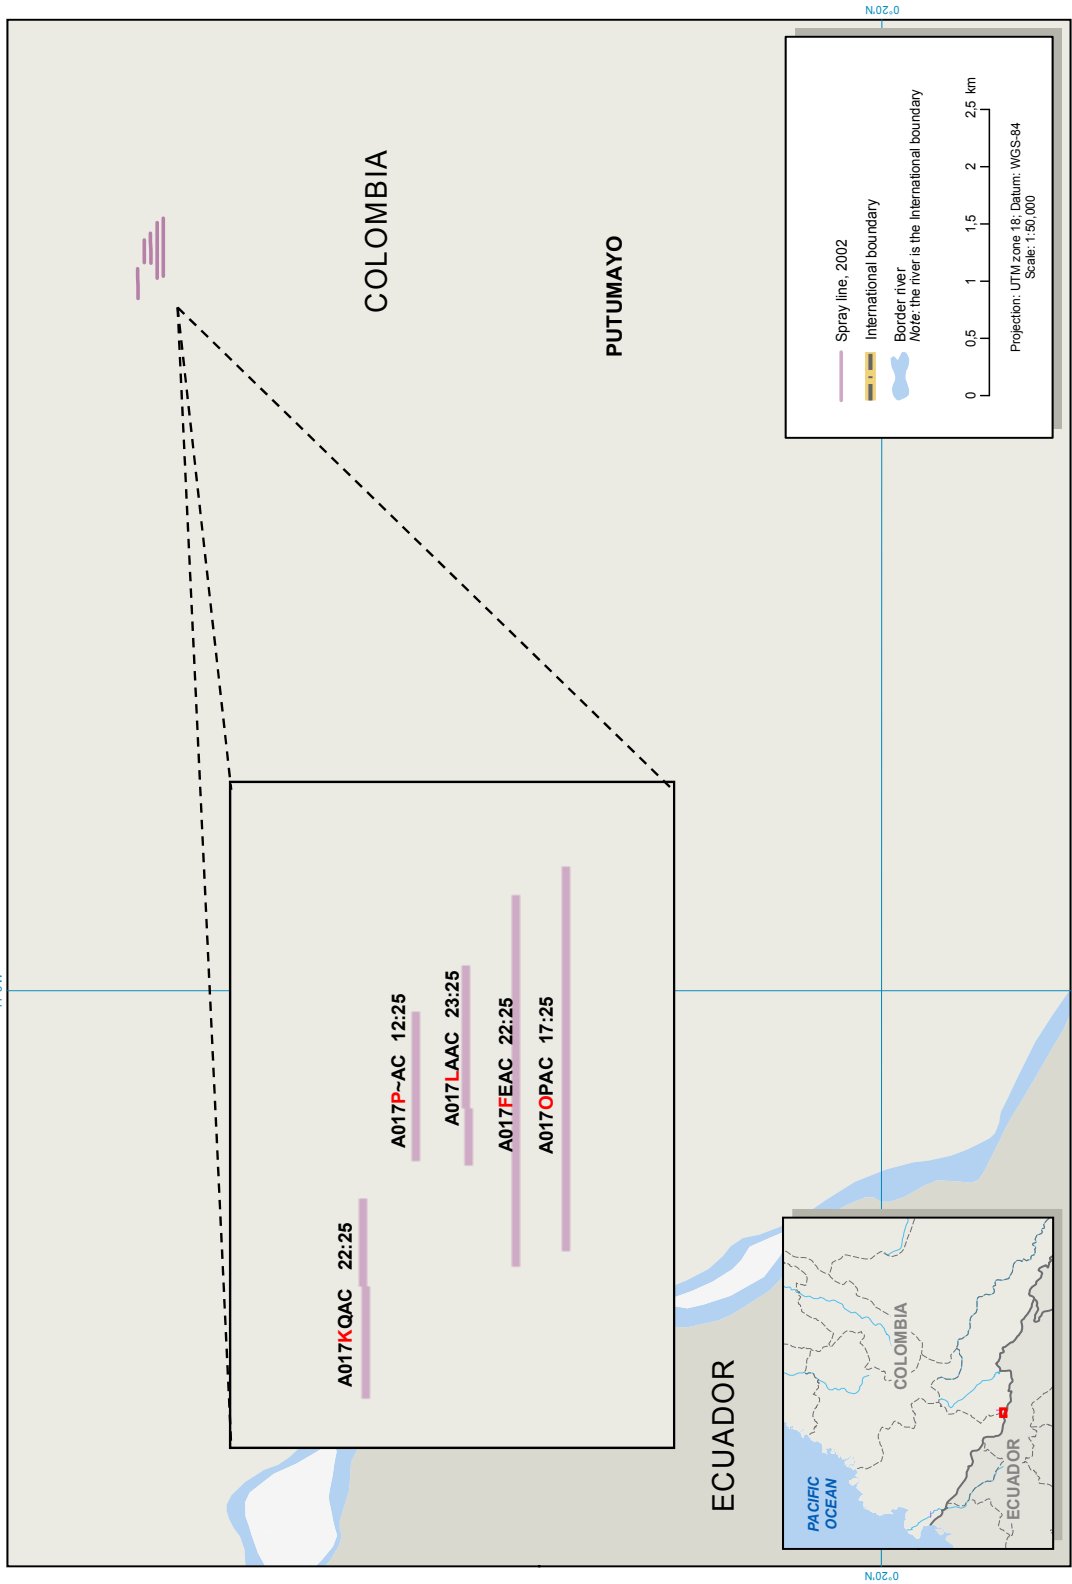 0°20'N
COLOMBIA
PUTUMAYO
ECUADOR
A017KQAC 22:25
A017P~AC 12:25
A017LAAC 23:25
A017FEAC 22:25
A017OPAC 17:25
Spray line, 2002
International boundary
Border river
Note: the river is the International boundary
0 0,5 1 1,5 2 2,5 km
Projection: UTM zone 18; Datum: WGS-84
Scale: 1:50,000
PACIFIC
OCEAN
COLOMBIA
ECUADOR
0°20'N